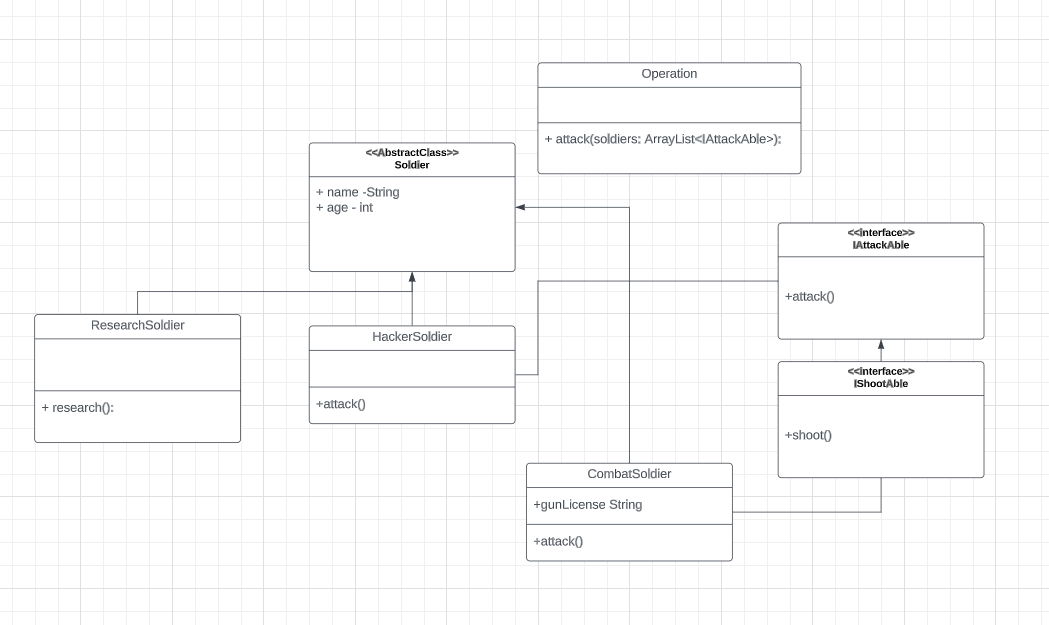 Operation
+ attack(soldiers: ArrayList<IAttackAble>):
<<AbstractClass>>
Soldier
+ name -String
+ age - int
<<Interface>>
IAttackAble
+attack()
ResearchSoldier
+ research():
HackerSoldier
+attack()
<<Interface>>
IShootAble
+shoot()
CombatSoldier
+gunLicense String
+attack()